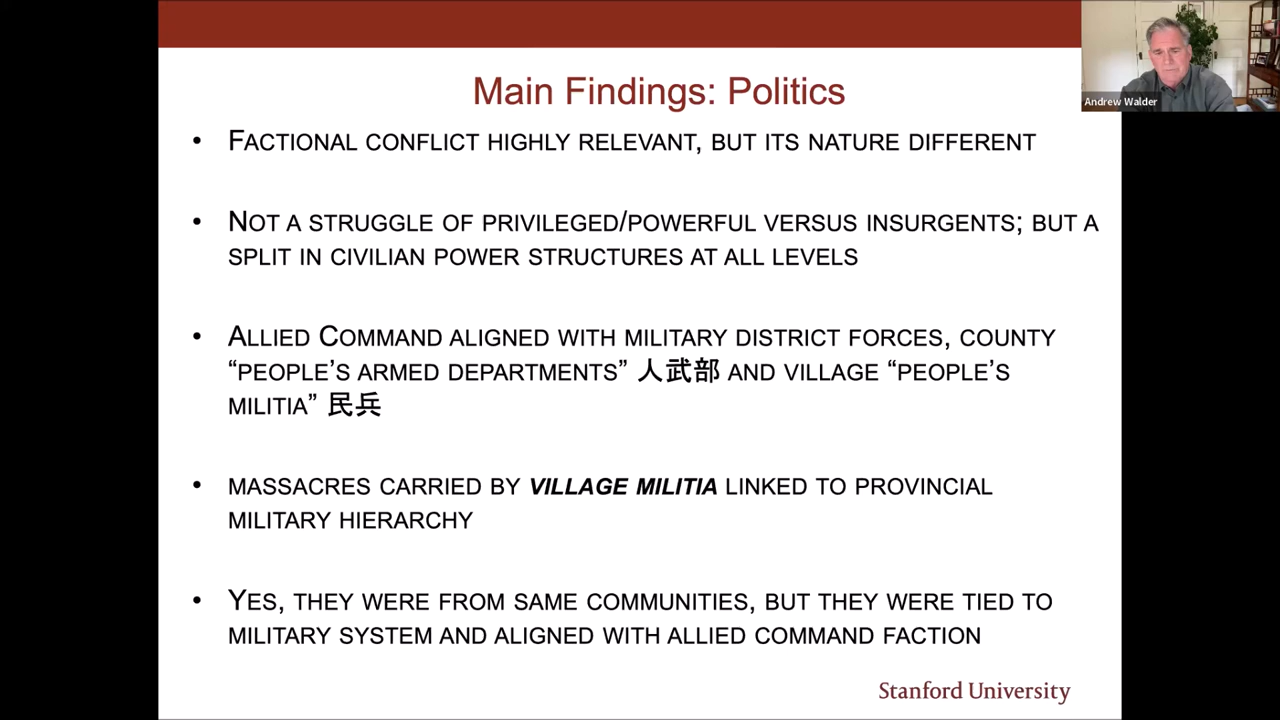 Main Findings: Politics
Andrew Walder
• FACTIONAL CONFLICT HIGHLY RELEVANT, BUT ITS NATURE DIFFERENT
• NOT A STRUGGLE OF PRIVILEGED/POWERFUL VERSUS INSURGENTS; BUT A
SPLIT IN CIVILIAN POWER STRUCTURES AT ALL LEVELS
• ALLIED COMMAND ALIGNED WITH MILITARY DISTRICT FORCES, COUNTY
“PEOPLE’S ARMED DEPARTMENTS” 人武部 AND VILLAGE “PEOPLE’S
MILITIA” 民兵
• MASSACRES CARRIED BY VILLAGE MILITIA LINKED TO PROVINCIAL
MILITARY HIERARCHY
• YES, THEY WERE FROM SAME COMMUNITIES, BUT THEY WERE TIED TO
MILITARY SYSTEM AND ALIGNED WITH ALLIED COMMAND FACTION
Stanford University